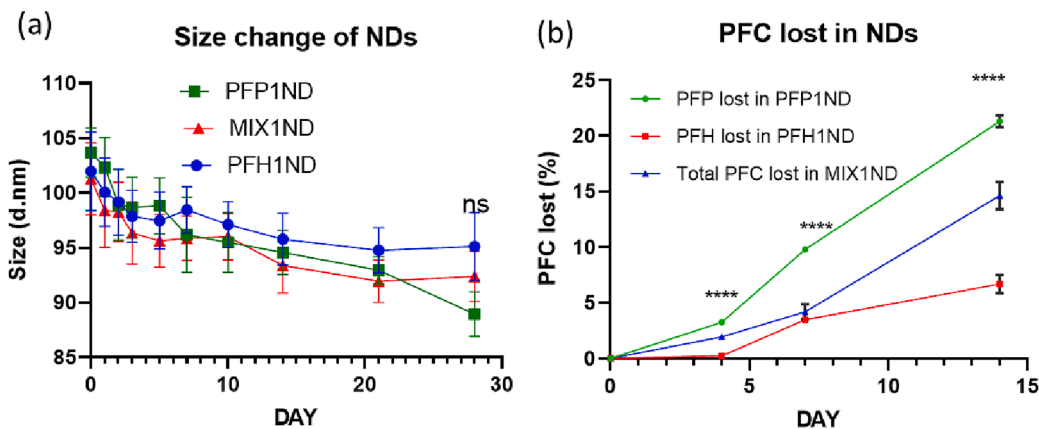 (a)
Size change of NDs
110
105
100
95
90
85
Size (d.nm)
PFP1ND
MIX1ND
PFH1ND
ns
0
10
20
30
DAY
(b)
PFC lost in NDs
25
20
15
10
5
0
PFC lost (%)
PFP lost in PFP1ND
PFH lost in PFH1ND
Total PFC lost in MIX1ND
****
****
****
0
5
10
15
DAY